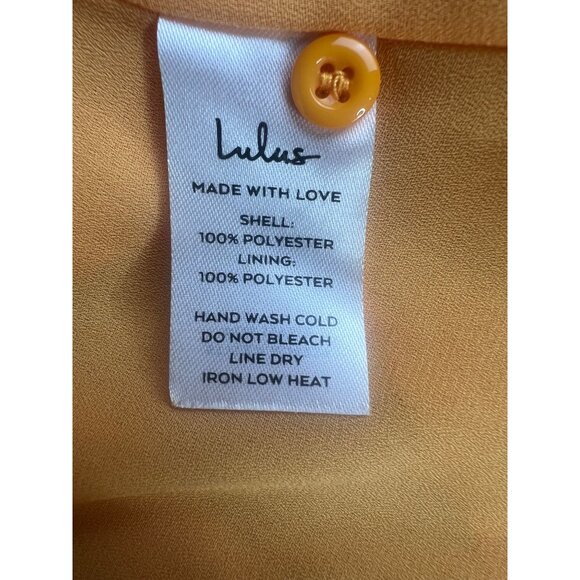 Lulus
MADE WITH LOVE
SHELL:
100% POLYESTER
LINING:
100% POLYESTER
HAND WASH COLD
DO NOT BLEACH
LINE DRY
IRON LOW HEAT